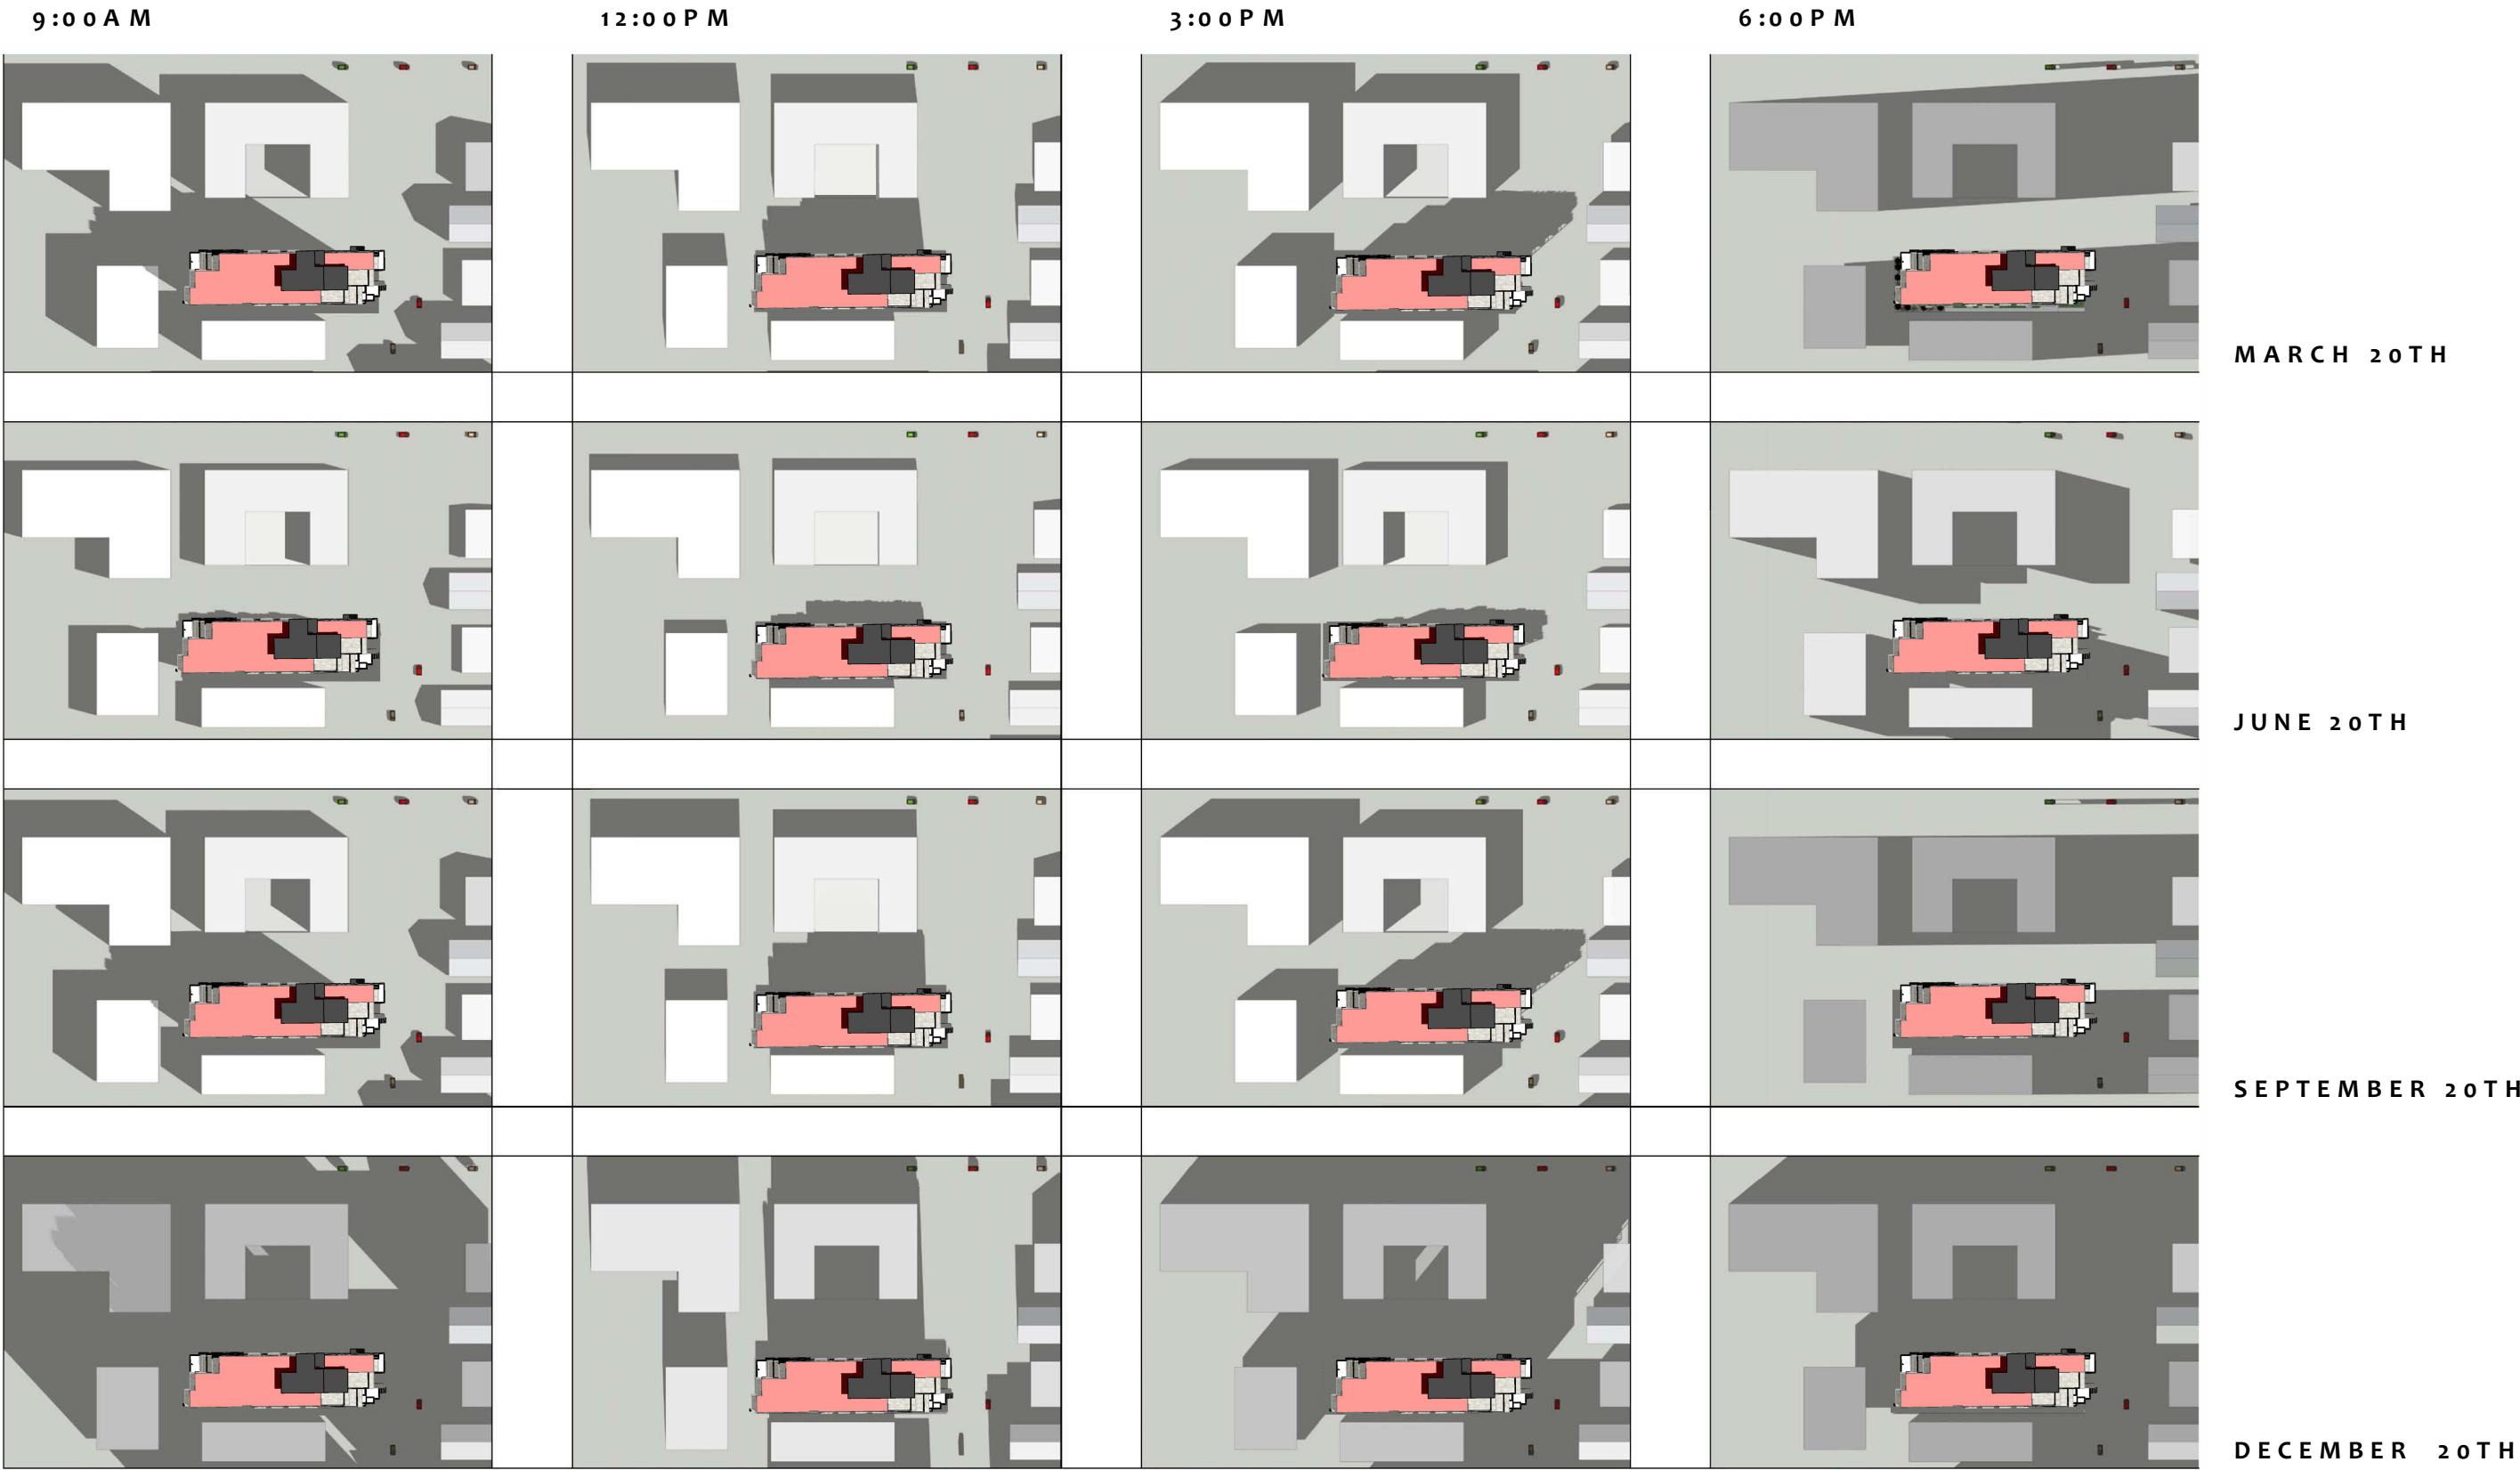 9:00AM 12:00PM 3:00PM 6:00PM
MARCH 20TH
JUNE 20TH
SEPTEMBER 20TH
DECEMBER 20TH